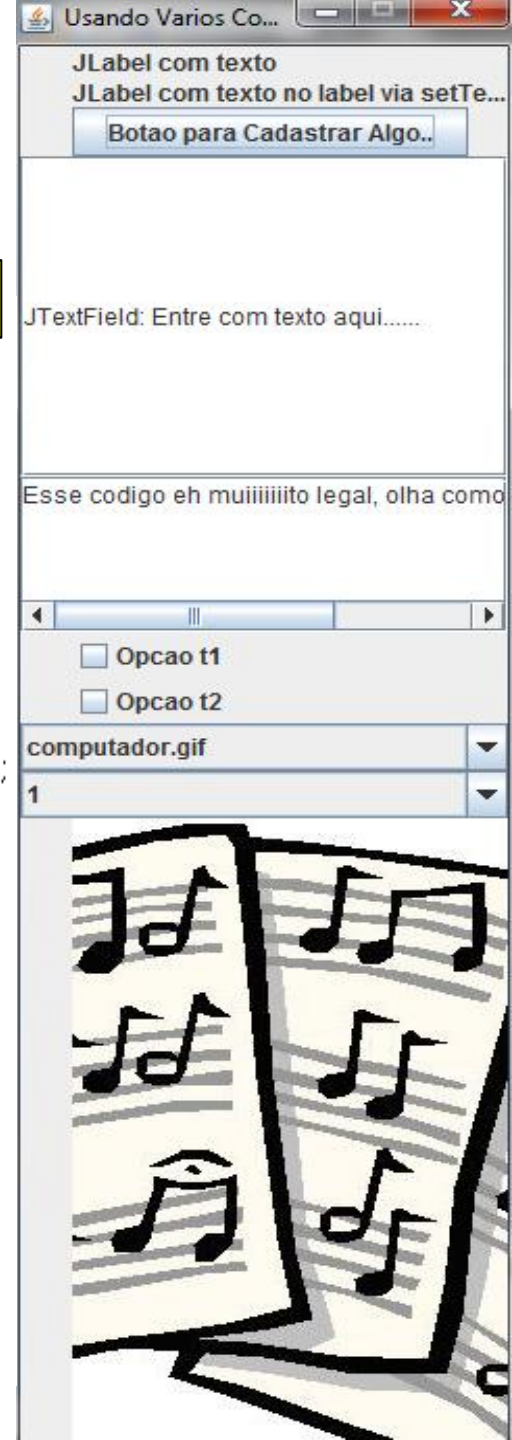 Usando Varios Co...
JLabel com texto
JLabel com texto no label via setTe...
Botao para Cadastrar Algo..
JTextField: Entre com texto aqui......
Esse codigo eh muiiiiiiito legal, olha como
Opcao t1
Opcao t2
computador.gif
;
1